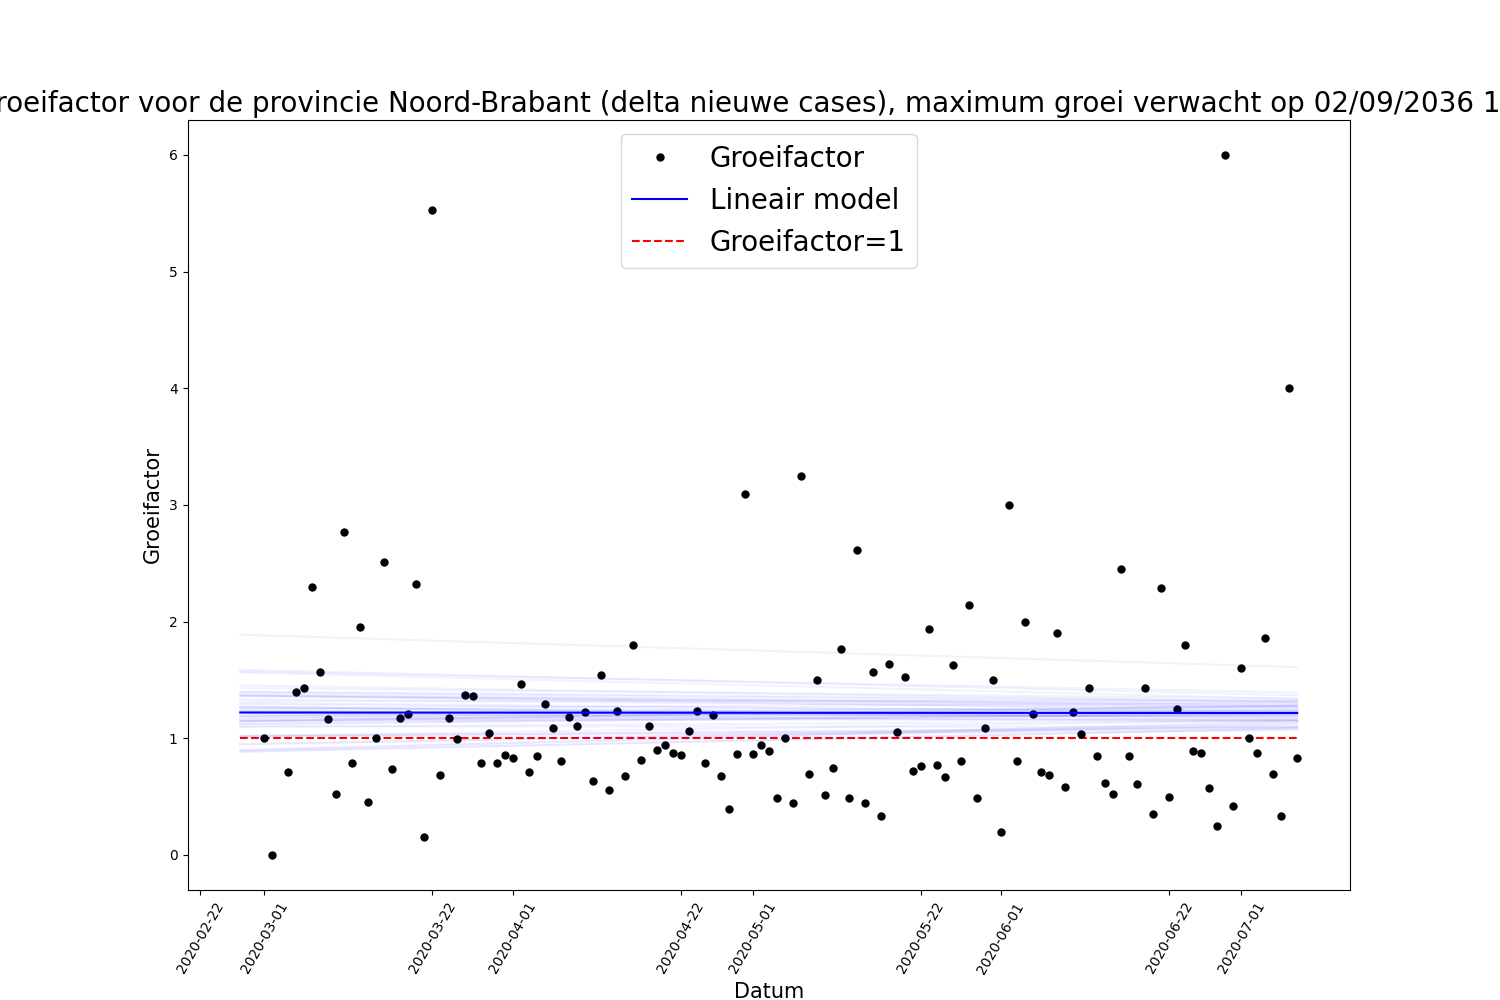 roeifactor voor de provincie Noord-Brabant (delta nieuwe cases), maximum groei verwacht op 02/09/2036 1
Groeifactor
Lineair model
Groeifactor=1
Groeifactor
6
5
4
3
2
1
0
2020-02-22
2020-03-01
2020-03-22
2020-04-01
2020-04-22
2020-05-01
2020-05-22
2020-06-01
2020-06-22
2020-07-01
Datum